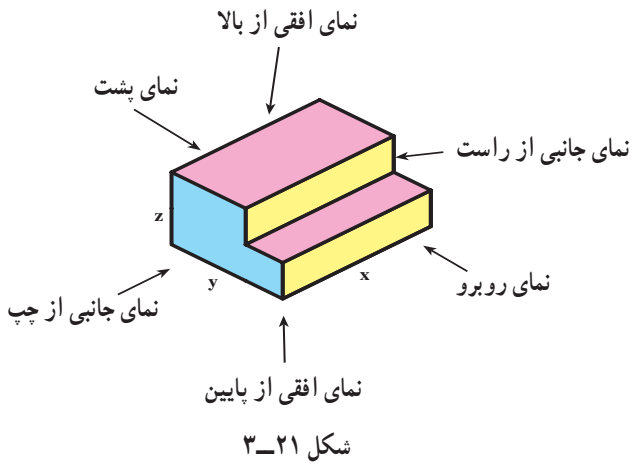 نمای افقی از بالا
نمای پشت
نمای جانبی از راست
z
y
x
نمای روبرو
نمای جانبی از چپ
نمای افقی از پایین
شکل ۲۱ــ۳